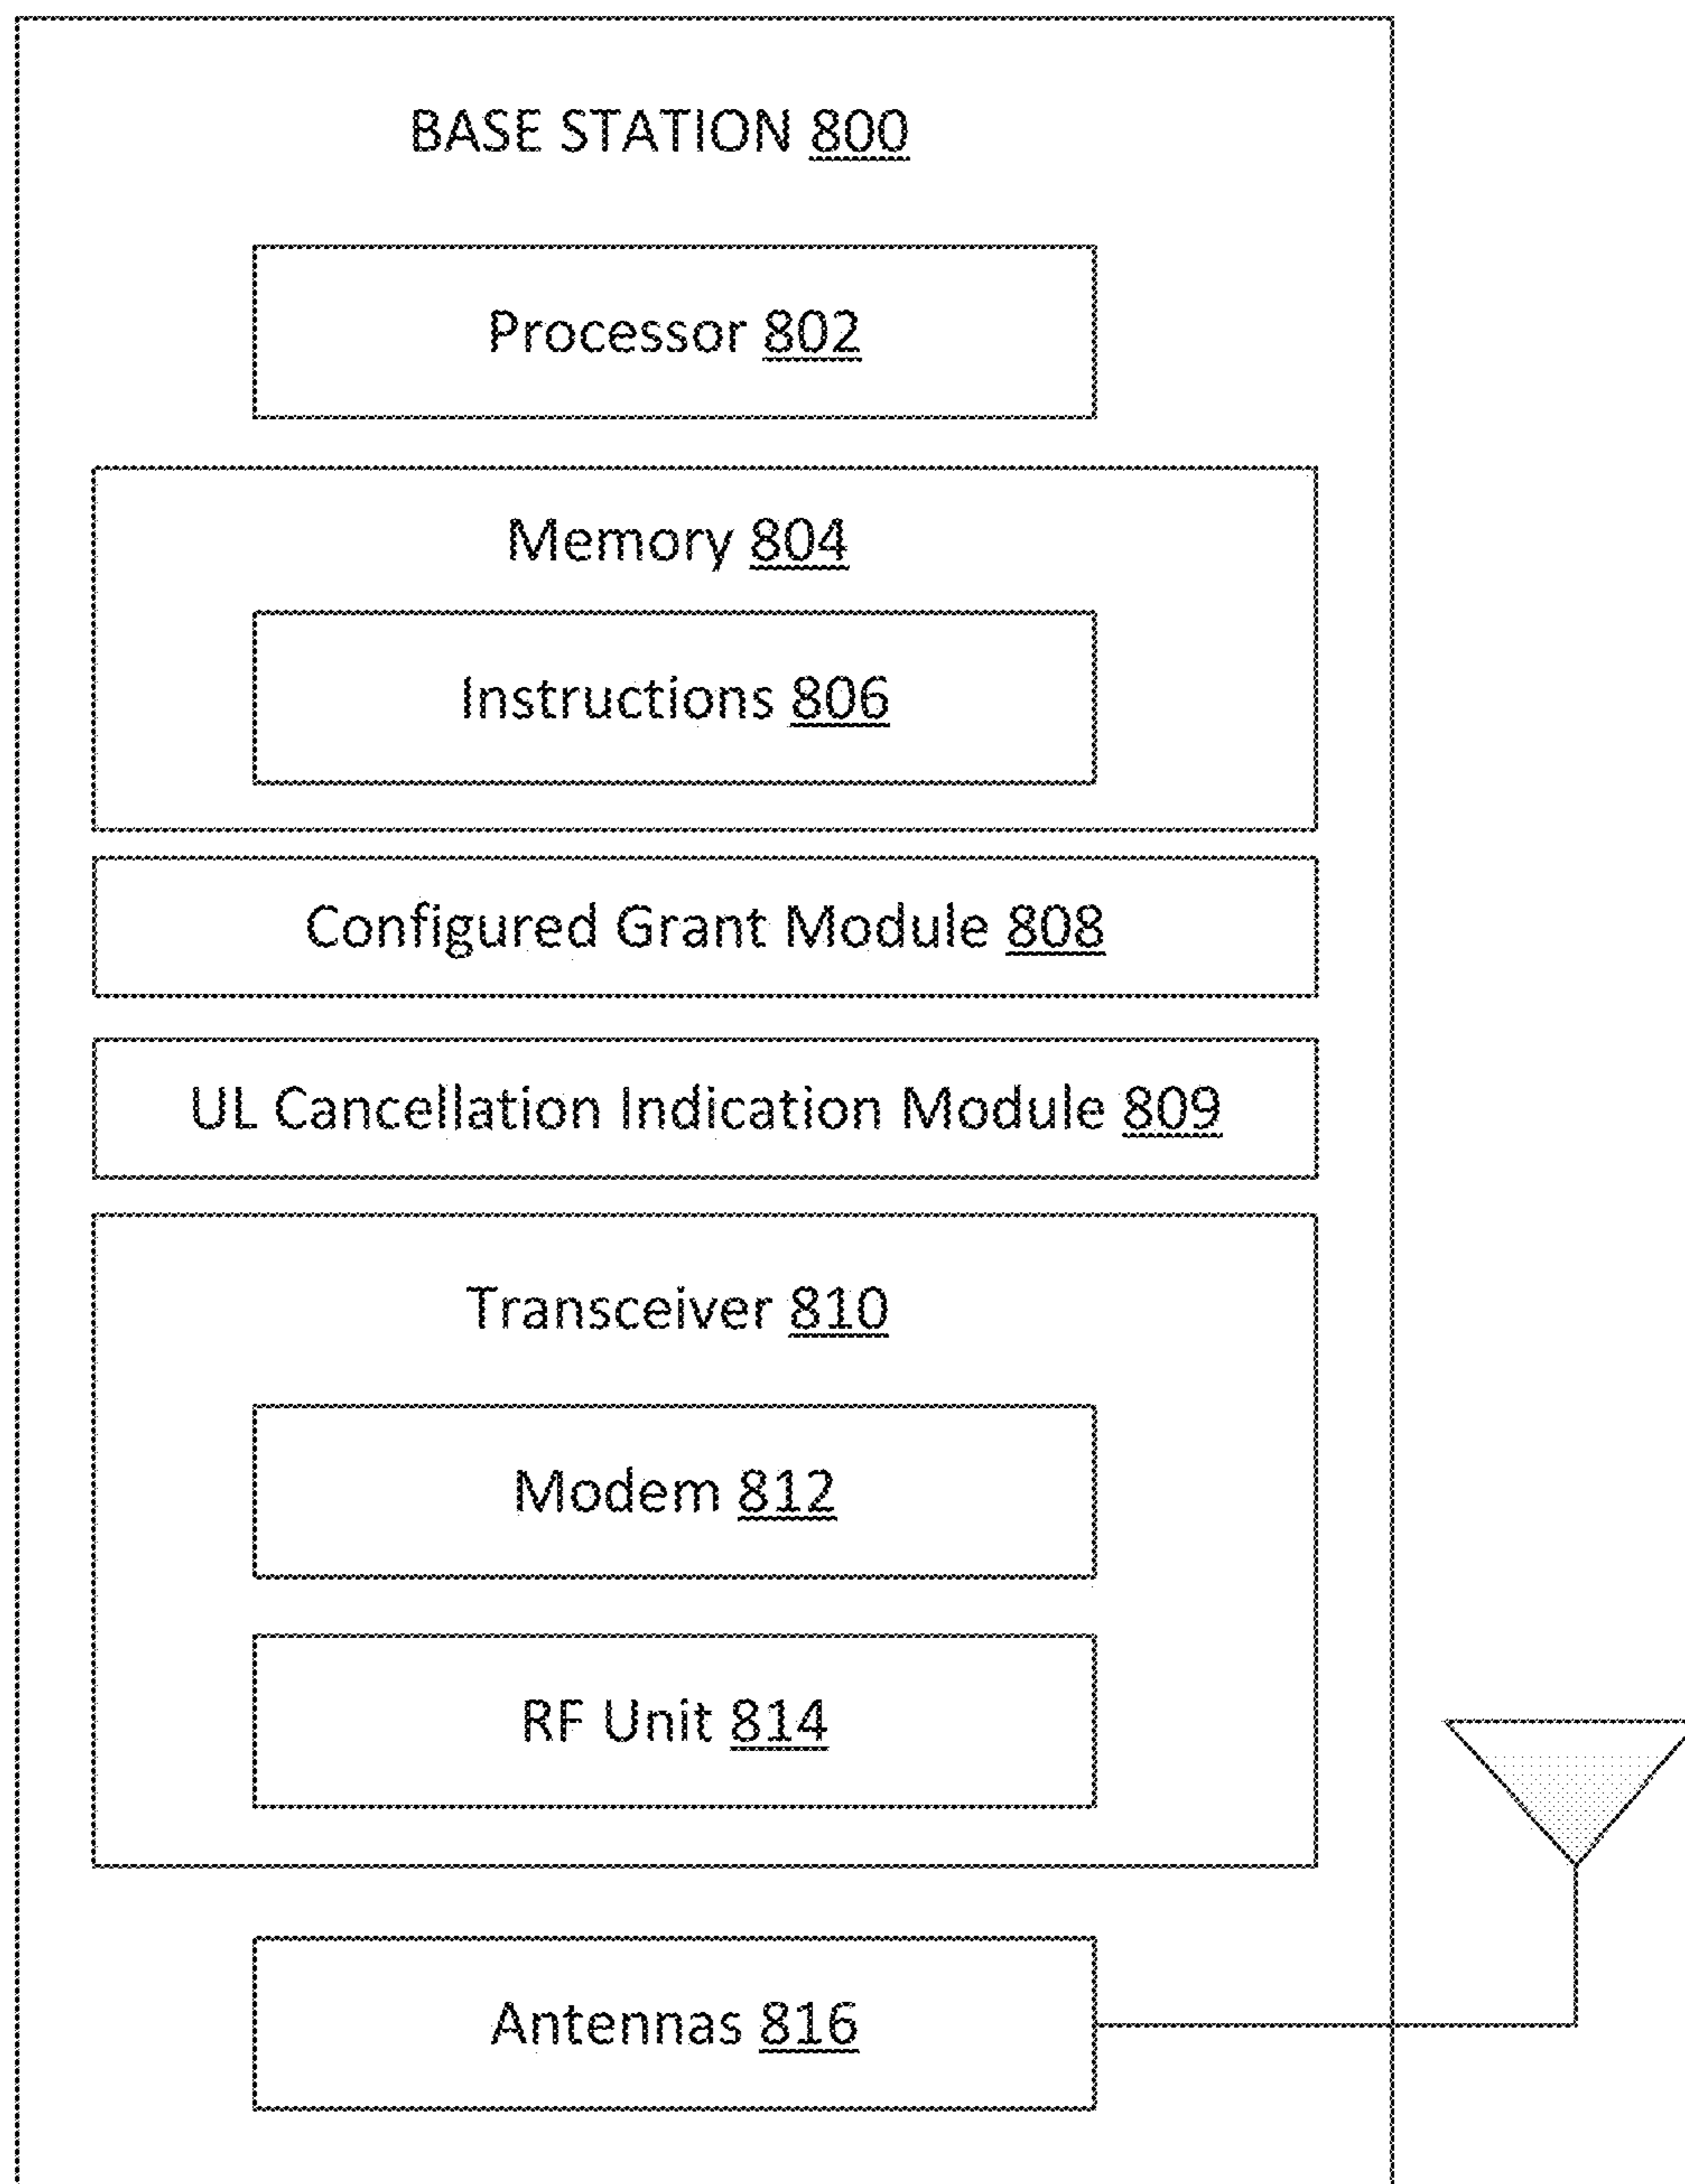 BASE STATION 800
Processor 802
Memory 804
Instructions 806
Configured Grant Module 808
UL Cancellation Indication Module 809
Transceiver 810
Modem 812
RF Unit 814
Antennas 816